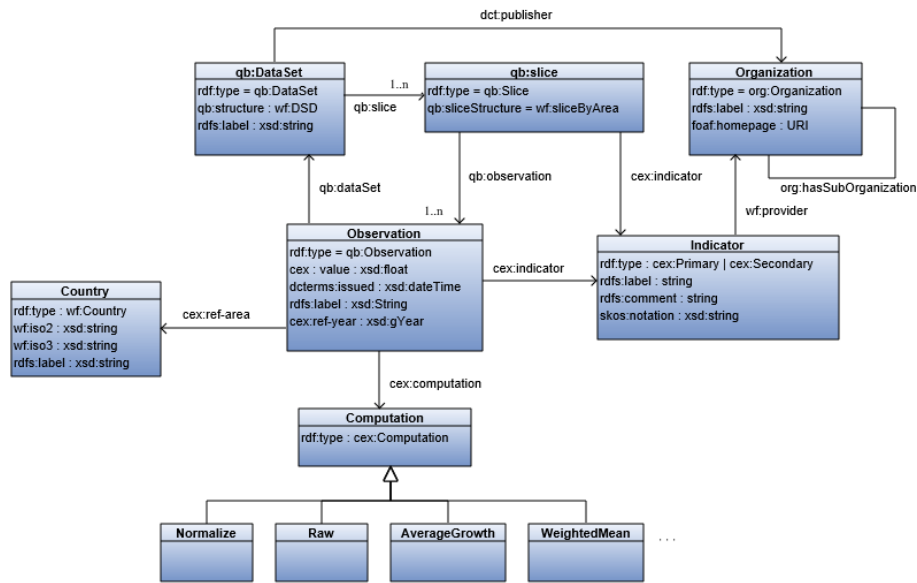 dct:publisher
qb:DataSet
rdf:type = qb:DataSet
qb:structure : wf:DSD
rdfs:label : xsd:string
1..n
qb:slice
qb:slice
rdf:type = qb:Slice
qb:sliceStructure = wf:sliceByArea
Organization
rdf:type = org:Organization
rdfs:label : xsd:string
foaf:homepage : URI
org:hasSubOrganization
qb:dataSet
qb:observation
cex:indicator
wf:provider
1..n
Observation
rdf:type = qb:Observation
cex : value : xsd:float
dcterms:issued : xsd:dateTime
rdfs:label : xsd:String
cex:ref-year : xsd:gYear
cex:indicator
Indicator
rdf:type : cex:Primary | cex:Secondary
rdfs:label : string
rdfs:comment : string
skos:notation : xsd:string
Country
rdf:type : wf:Country
wf:iso2 : xsd:string
wf:iso3 : xsd:string
rdfs:label : xsd:string
cex:ref-area
cex:computation
Computation
rdf:type : cex:Computation
Normalize
Raw
AverageGrowth
WeightedMean
. . .